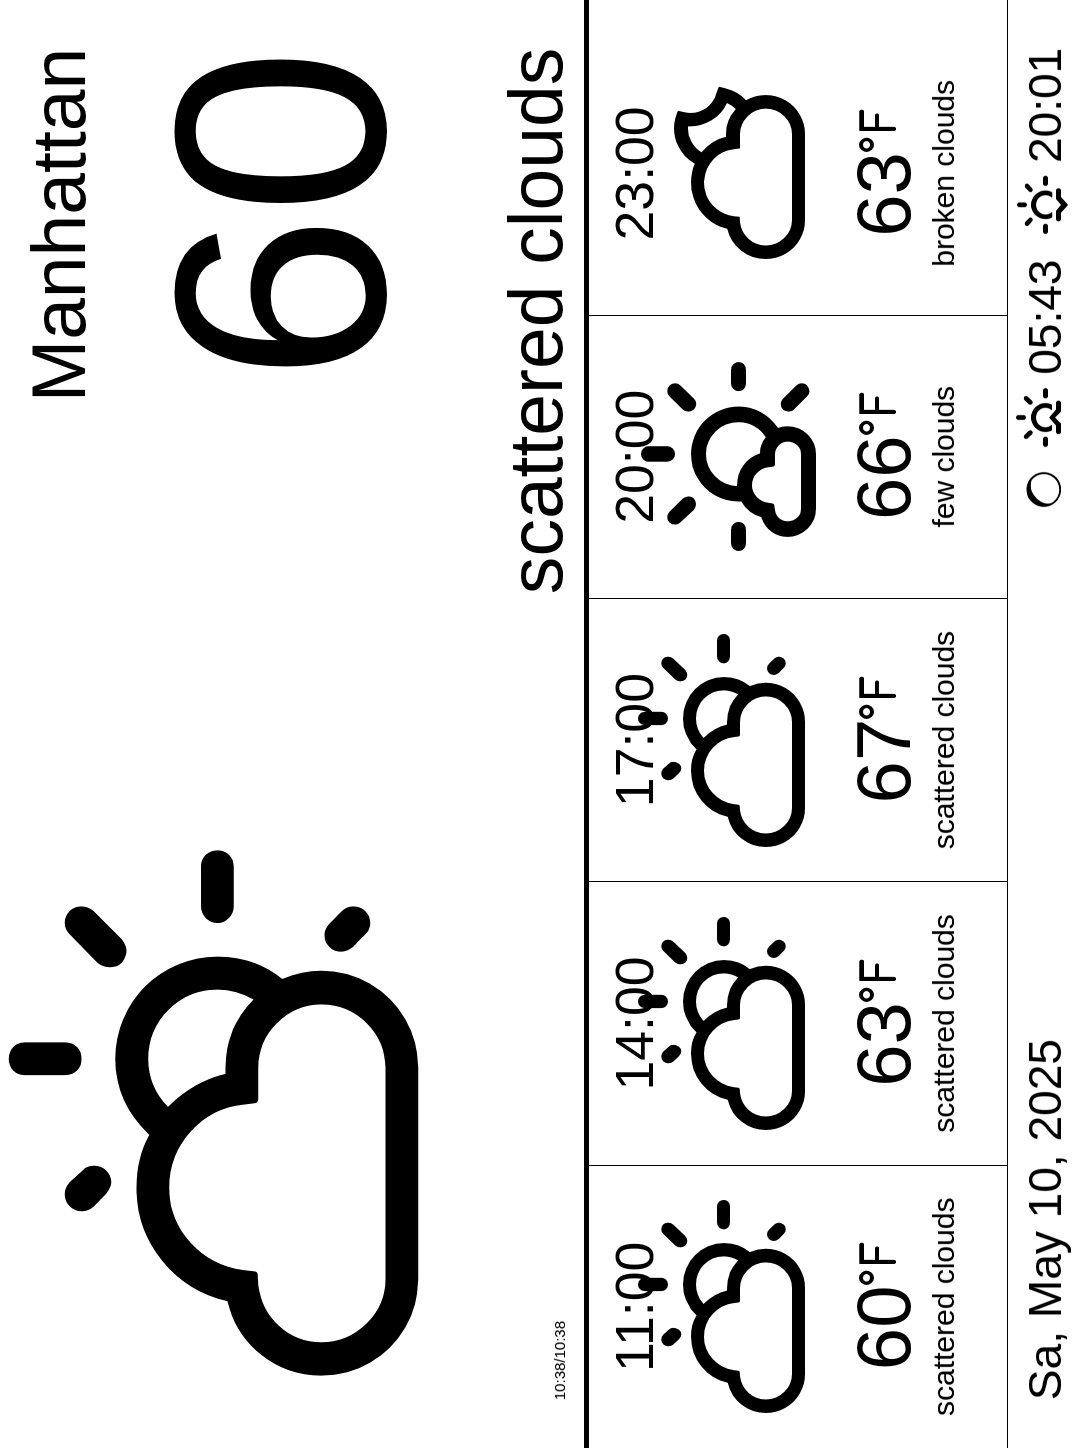 Manhattan
60
scattered clouds
10:38/10:38
11:00
60°F
scattered clouds
14:00
63°F
scattered clouds
17:00
67°F
scattered clouds
20:00
66°F
few clouds
23:00
63°F
broken clouds
Sa, May 10, 2025
05:43
20:01